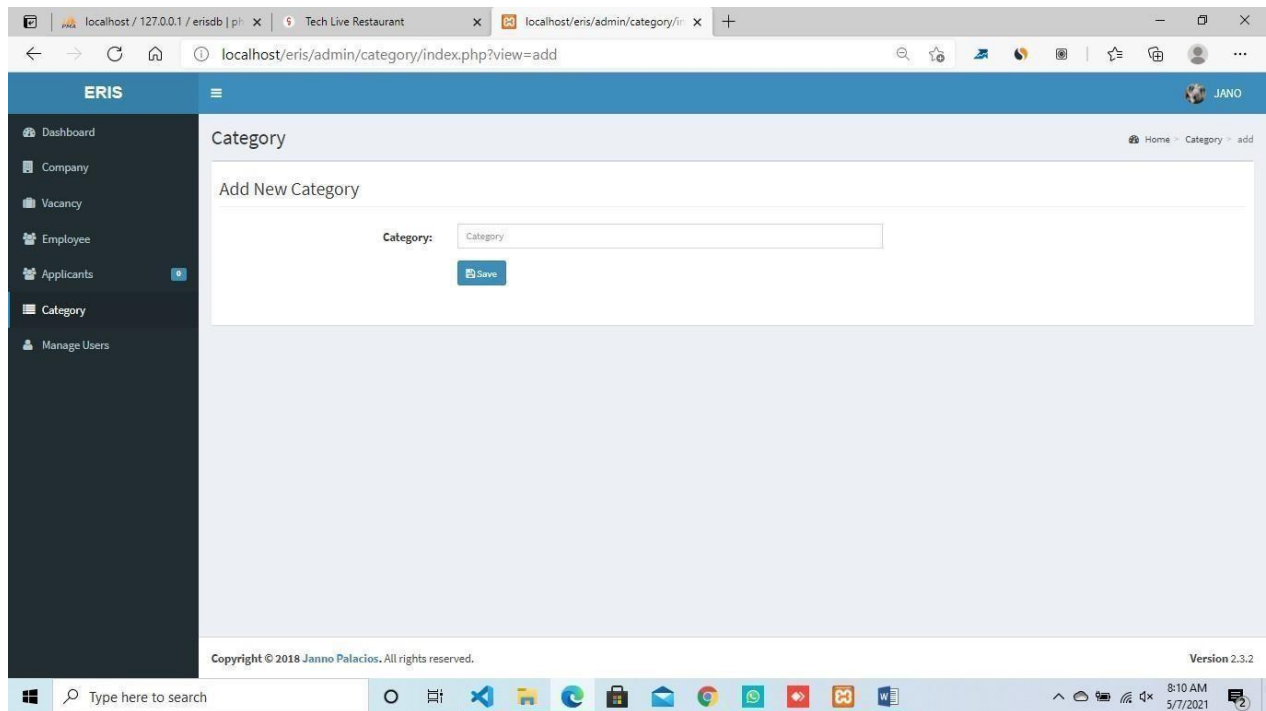 localhost / 127.0.0.1 / erisdb | ph
Tech Live Restaurant
localhost/eris/admin/category/in
localhost/eris/admin/category/index.php?view=add
ERIS
JANO
Dashboard
Company
Vacancy
Employee
Applicants 0
Category
Manage Users
Category
Home > Category > add
Add New Category
Category: Category
Save
Copyright © 2018 Janno Palacios. All rights reserved.
Version 2.3.2
Type here to search
8:10 AM
5/7/2021
2